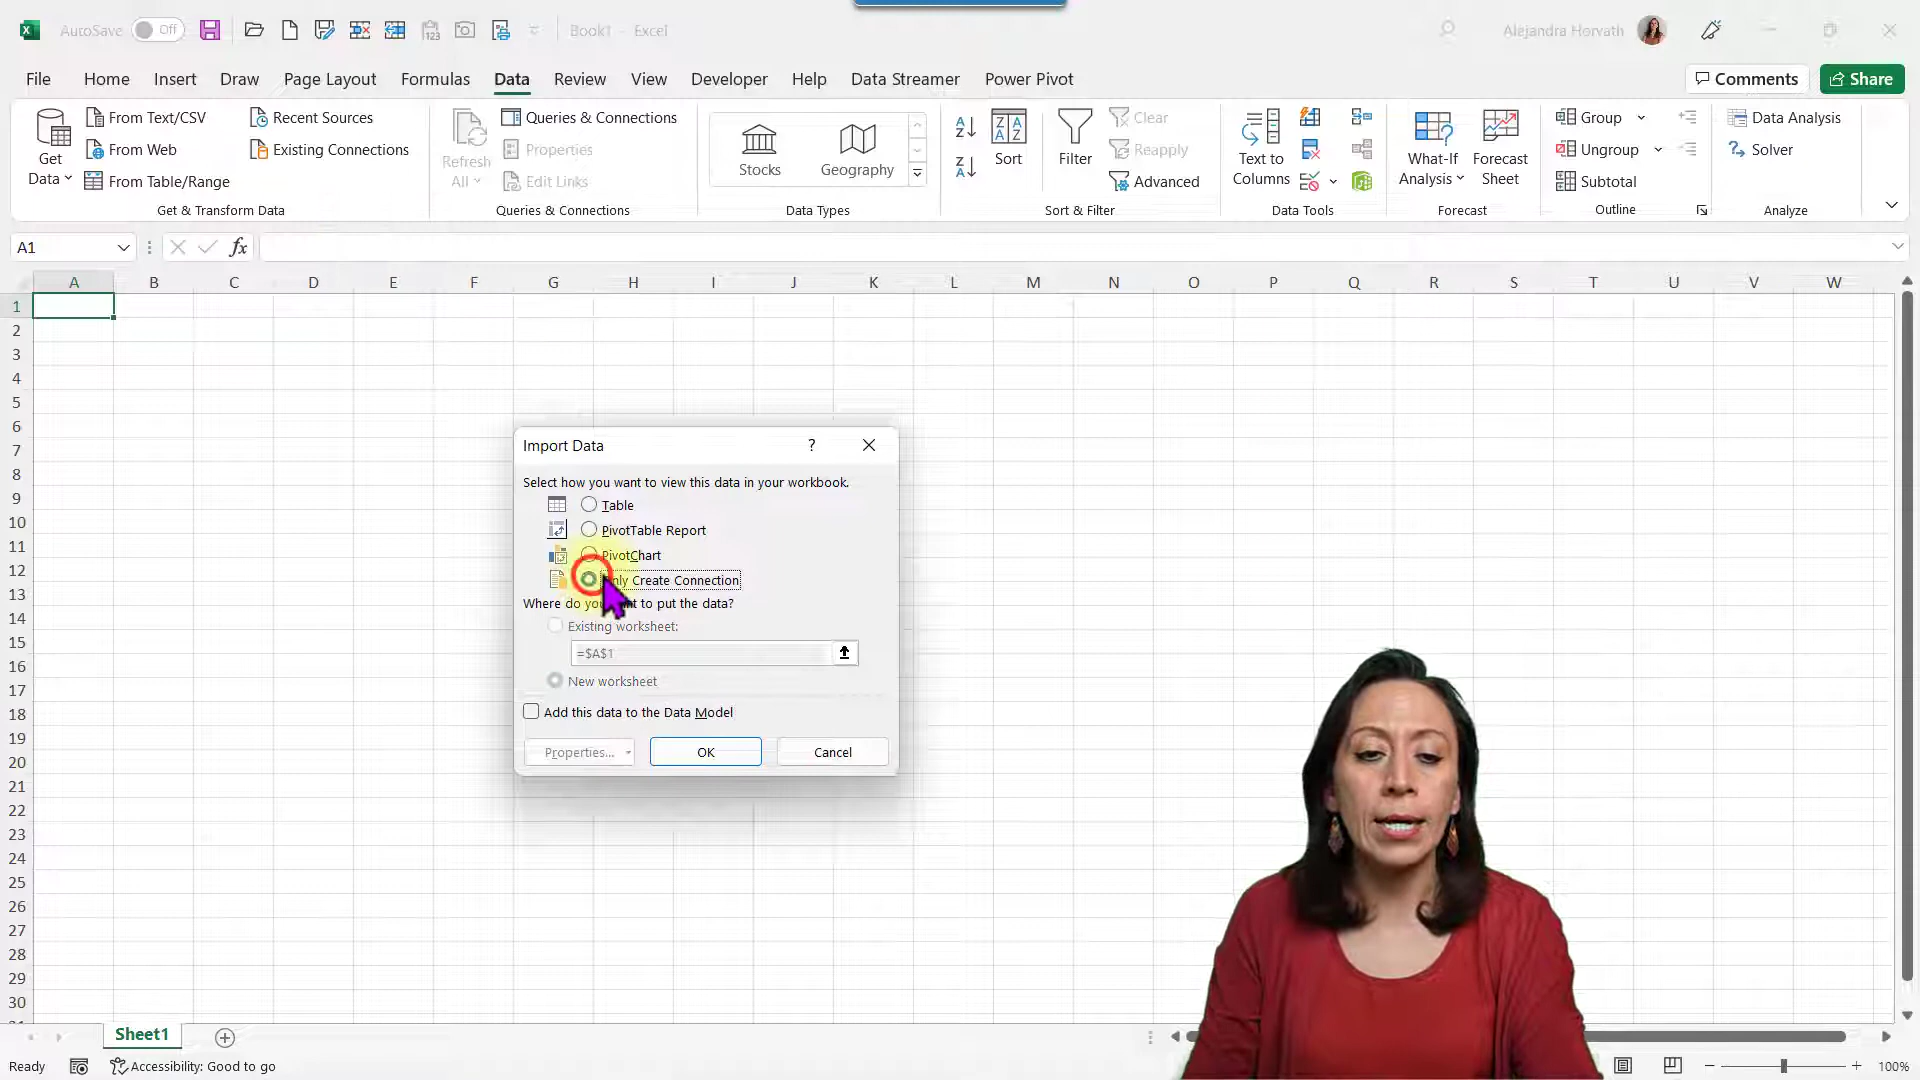 AutoSave Off Book1 - Excel Alejandra Horvath
File Home Insert Draw Page Layout Formulas Data Review View Developer Help Data Streamer Power Pivot Comments Share
Get Data
From Text/CSV
From Web
From Table/Range
Recent Sources
Existing Connections
Get & Transform Data
Refresh All
Queries & Connections
Properties
Edit Links
Queries & Connections
Stocks
Geography
Data Types
Sort
Filter
Clear
Reapply
Advanced
Sort & Filter
Text to Columns
Data Tools
What-If Analysis
Forecast Sheet
Forecast
Group
Ungroup
Subtotal
Outline
Data Analysis
Solver
Analyze
A1 fx
A B C D E F G H I J K L M N O P Q R S T U V W
1
2
3
4
5
6
7
8
9
10
11
12
13
14
15
16
17
18
19
20
21
22
23
24
25
26
27
28
29
30
Import Data ?
Select how you want to view this data in your workbook.
Table
PivotTable Report
PivotChart
Create Connection
Where do to put the data?
Existing worksheet:
=$A$1
New worksheet
Add this data to the Data Model
Properties... OK Cancel
Sheet1
Ready Accessibility: Good to go 100%